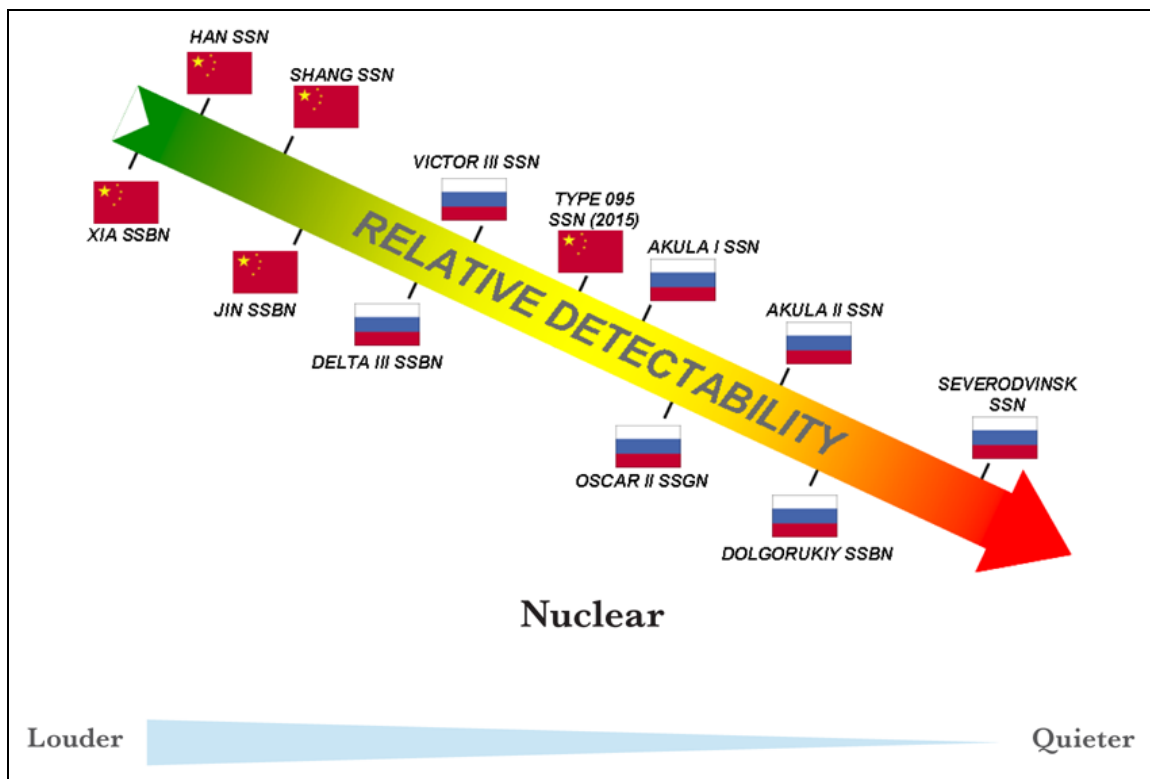 HAN SSN
SHANG SSN
XIA SSBN
VICTOR III SSN
TYPE 095
SSN (2015)
AKULA I SSN
JIN SSBN
DELTA III SSBN
RELATIVE DETECTABILITY
AKULA II SSN
SEVERODVINSK
SSN
OSCAR II SSGN
DOLGORUKIY SSBN
Nuclear
Louder
Quieter